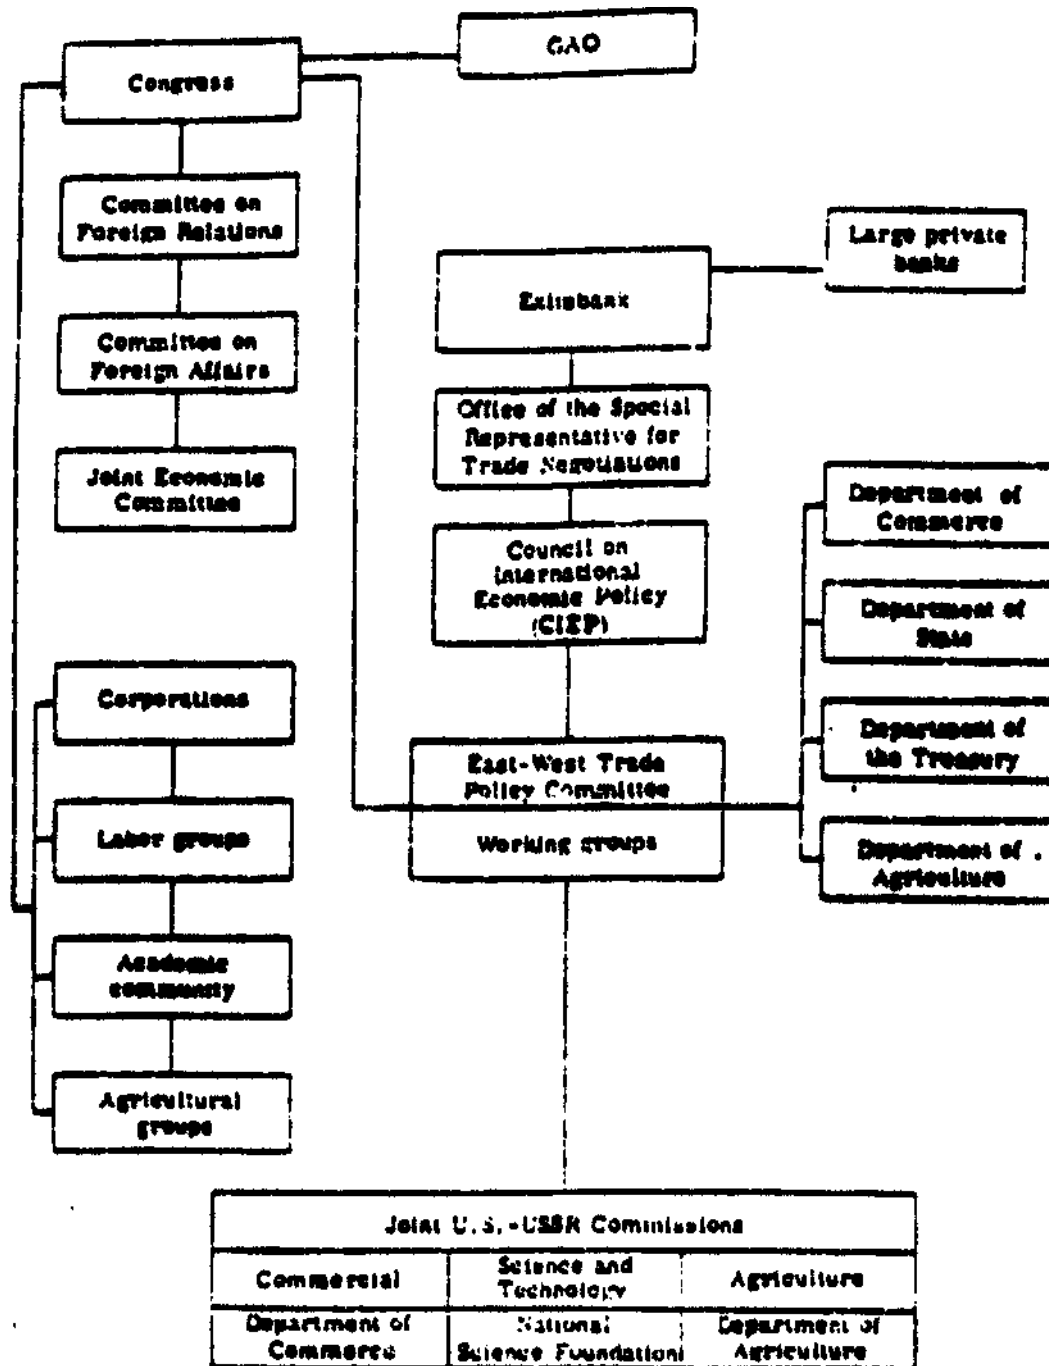 GAO
Congress
Committee on
Foreign Relations
Large private
banks
Eximbank
Committee on
Foreign Affairs
Office of the Special
Representative for
Trade Negotiations
Joint Economic
Committee
Department of
Commerce
Council on
International
Economic Policy
(CIEP)
Department of
State
Corporations
Department of
the Treasury
East-West Trade
Policy Committee
Labor groups
Working groups
Department of
Agriculture
Academic
community
Agricultural
groups
Joint U.S.-USSR Commissions
Commercial
Science and
Technology
Agriculture
Department of
Commerce
National
Science Foundation
Department of
Agriculture